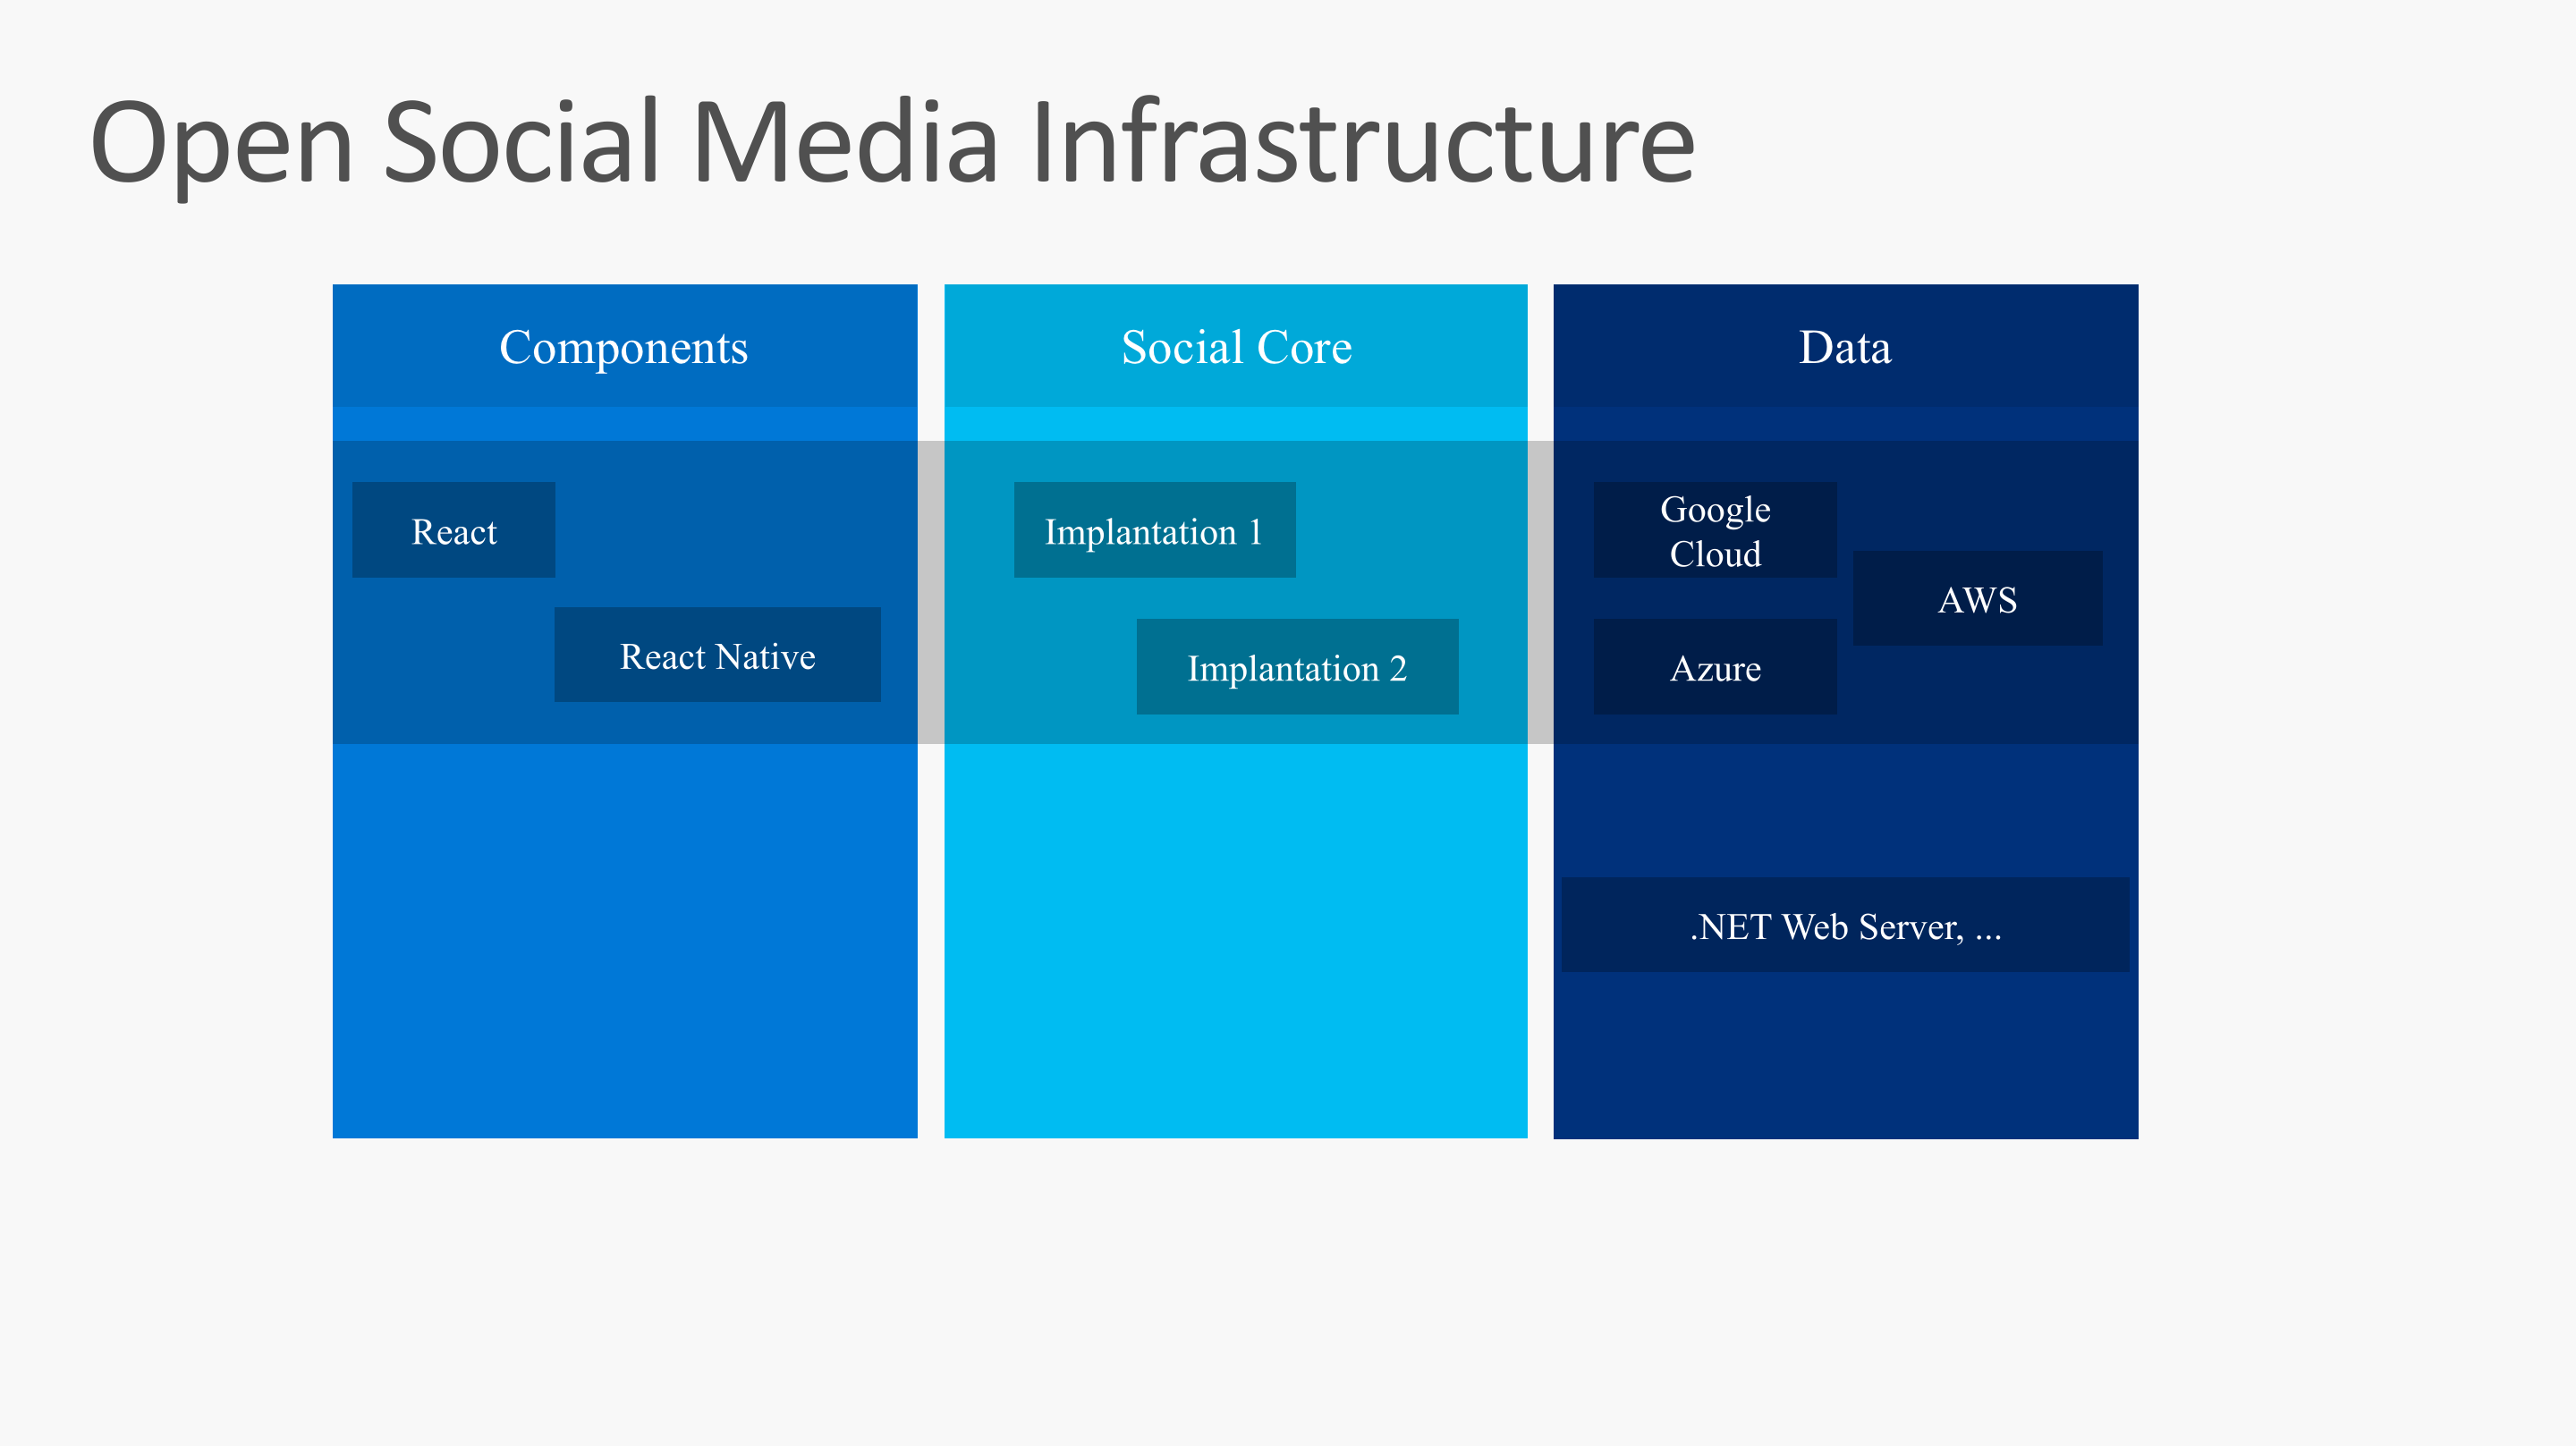 Open Social Media Infrastructure
Components
Social Core
Data
React
React Native
Implantation 1
Implantation 2
Google
Cloud
AWS
Azure
.NET Web Server, ...